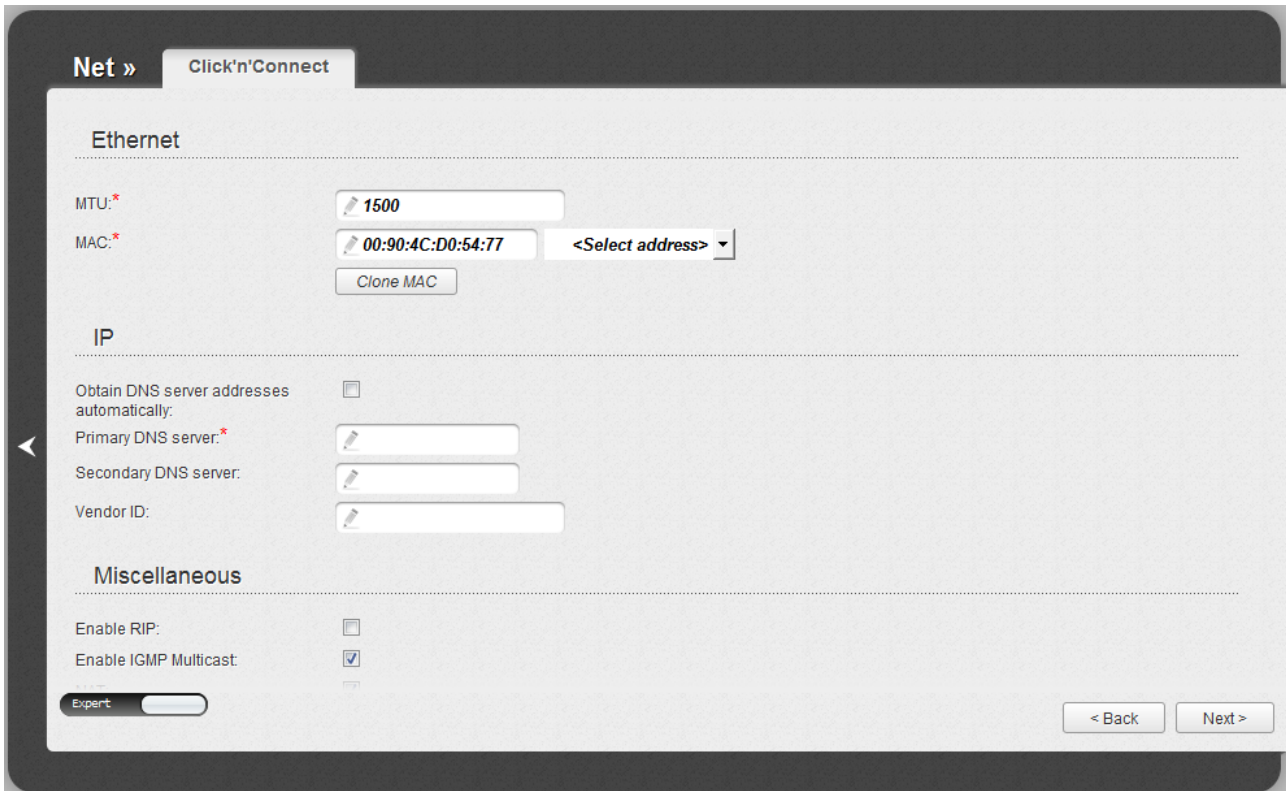 Net » Click'n'Connect
Ethernet
MTU:* 1500
MAC:* 00:90:4C:D0:54:77 <Select address>
Clone MAC
IP
Obtain DNS server addresses
automatically:
Primary DNS server:*
Secondary DNS server:
Vendor ID:
Miscellaneous
Enable RIP:
Enable IGMP Multicast:
Expert
< Back Next >